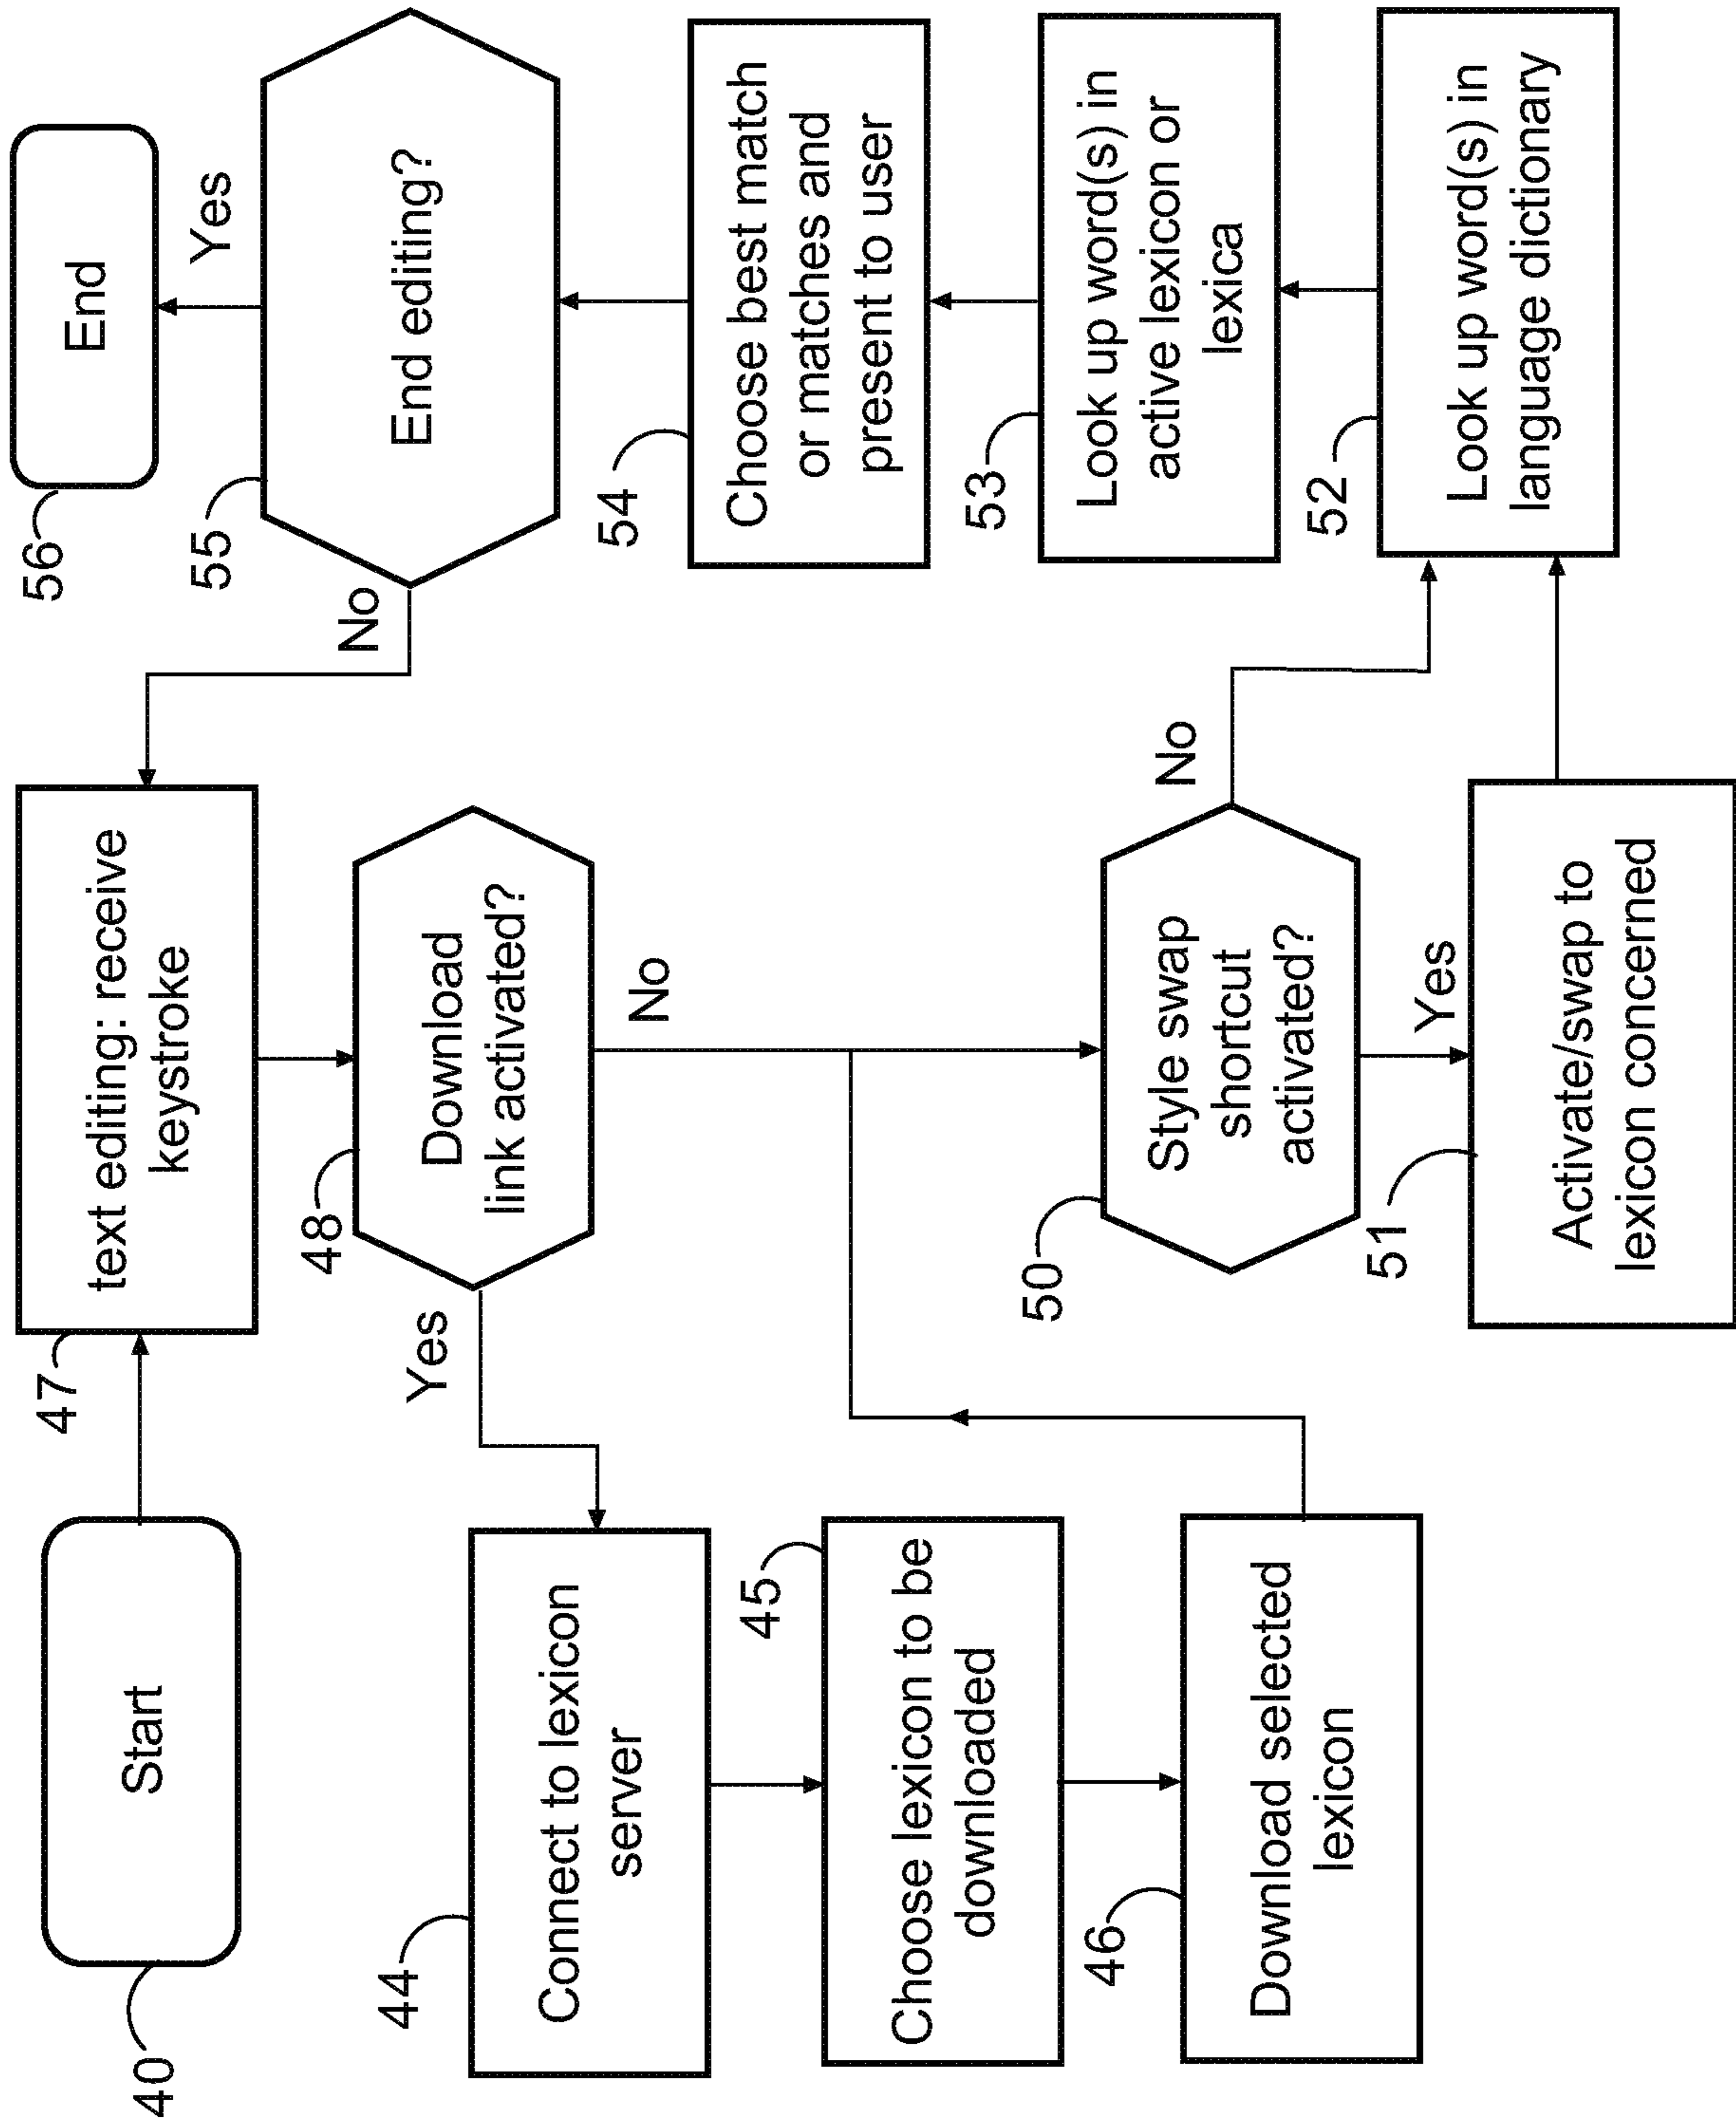 40
Start
47
text editing: receive
keystroke
48
Download
link activated?
Yes
No
44
Connect to lexicon
server
45
Choose lexicon to be
downloaded
46
Download selected
lexicon
50
Style swap
shortcut
activated?
No
Yes
51
Activate/swap to
lexicon concerned
52
Look up word(s) in
language dictionary
53
Look up word(s) in
active lexicon or
lexica
54
Choose best match
or matches and
present to user
55
End editing?
No
Yes
56
End